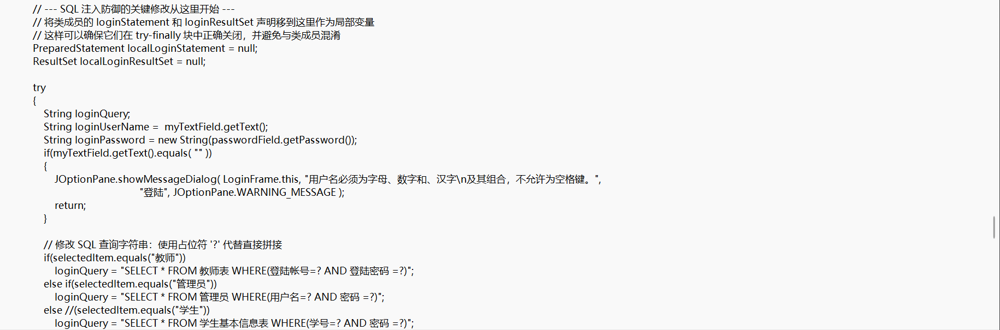 // --- SQL 注入防御的关键修改从这里开始 ---
// 将类成员的 loginStatement 和 loginResultSet 声明移到这里作为局部变量
// 这样可以确保它们在 try-finally 块中正确关闭，并避免与类成员混淆
PreparedStatement localLoginStatement = null;
ResultSet localLoginResultSet = null;
try
{
String loginQuery;
String loginUserName =  myTextField.getText();
String loginPassword = new String(passwordField.getPassword());
if(myTextField.getText().equals( "" ))
{
JOptionPane.showMessageDialog( LoginFrame.this, "用户名必须为字母、数字和、汉字\n及其组合，不允许为空格键。",
"登陆", JOptionPane.WARNING_MESSAGE );
return;
}
// 修改 SQL 查询字符串：使用占位符 '?' 代替直接拼接
if(selectedItem.equals("教师"))
loginQuery = "SELECT * FROM 教师表 WHERE(登陆帐号=? AND 登陆密码 =?)";
else if(selectedItem.equals("管理员"))
loginQuery = "SELECT * FROM 管理员 WHERE(用户名=? AND 密码 =?)";
else //(selectedItem.equals("学生"))
loginQuery = "SELECT * FROM 学生基本信息表 WHERE(学号=? AND 密码 =?)";